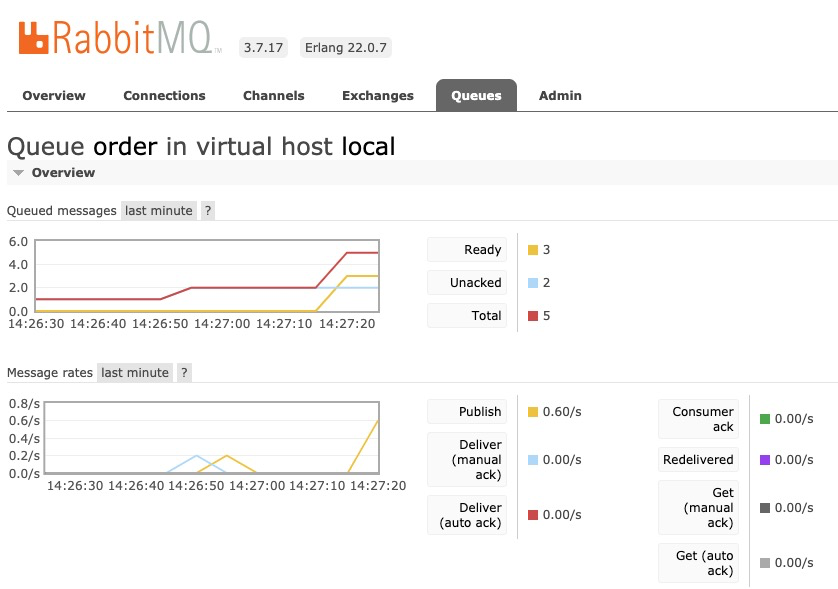 RabbitMQ TM 3.7.17 Erlang 22.0.7
Overview Connections Channels Exchanges Queues Admin
Queue order in virtual host local
Overview
Queued messages last minute ?
6.0
4.0
2.0
0.0
14:26:30 14:26:40 14:26:50 14:27:00 14:27:10 14:27:20
Ready 3
Unacked 2
Total 5
Message rates last minute ?
0.8/s
0.6/s
0.4/s
0.2/s
0.0/s
14:26:30 14:26:40 14:26:50 14:27:00 14:27:10 14:27:20
Publish 0.60/s
Deliver
(manual 0.00/s
ack)
Deliver
(auto ack) 0.00/s
Consumer
ack 0.00/s
Redelivered 0.00/s
Get
(manual 0.00/s
ack)
Get (auto
ack) 0.00/s